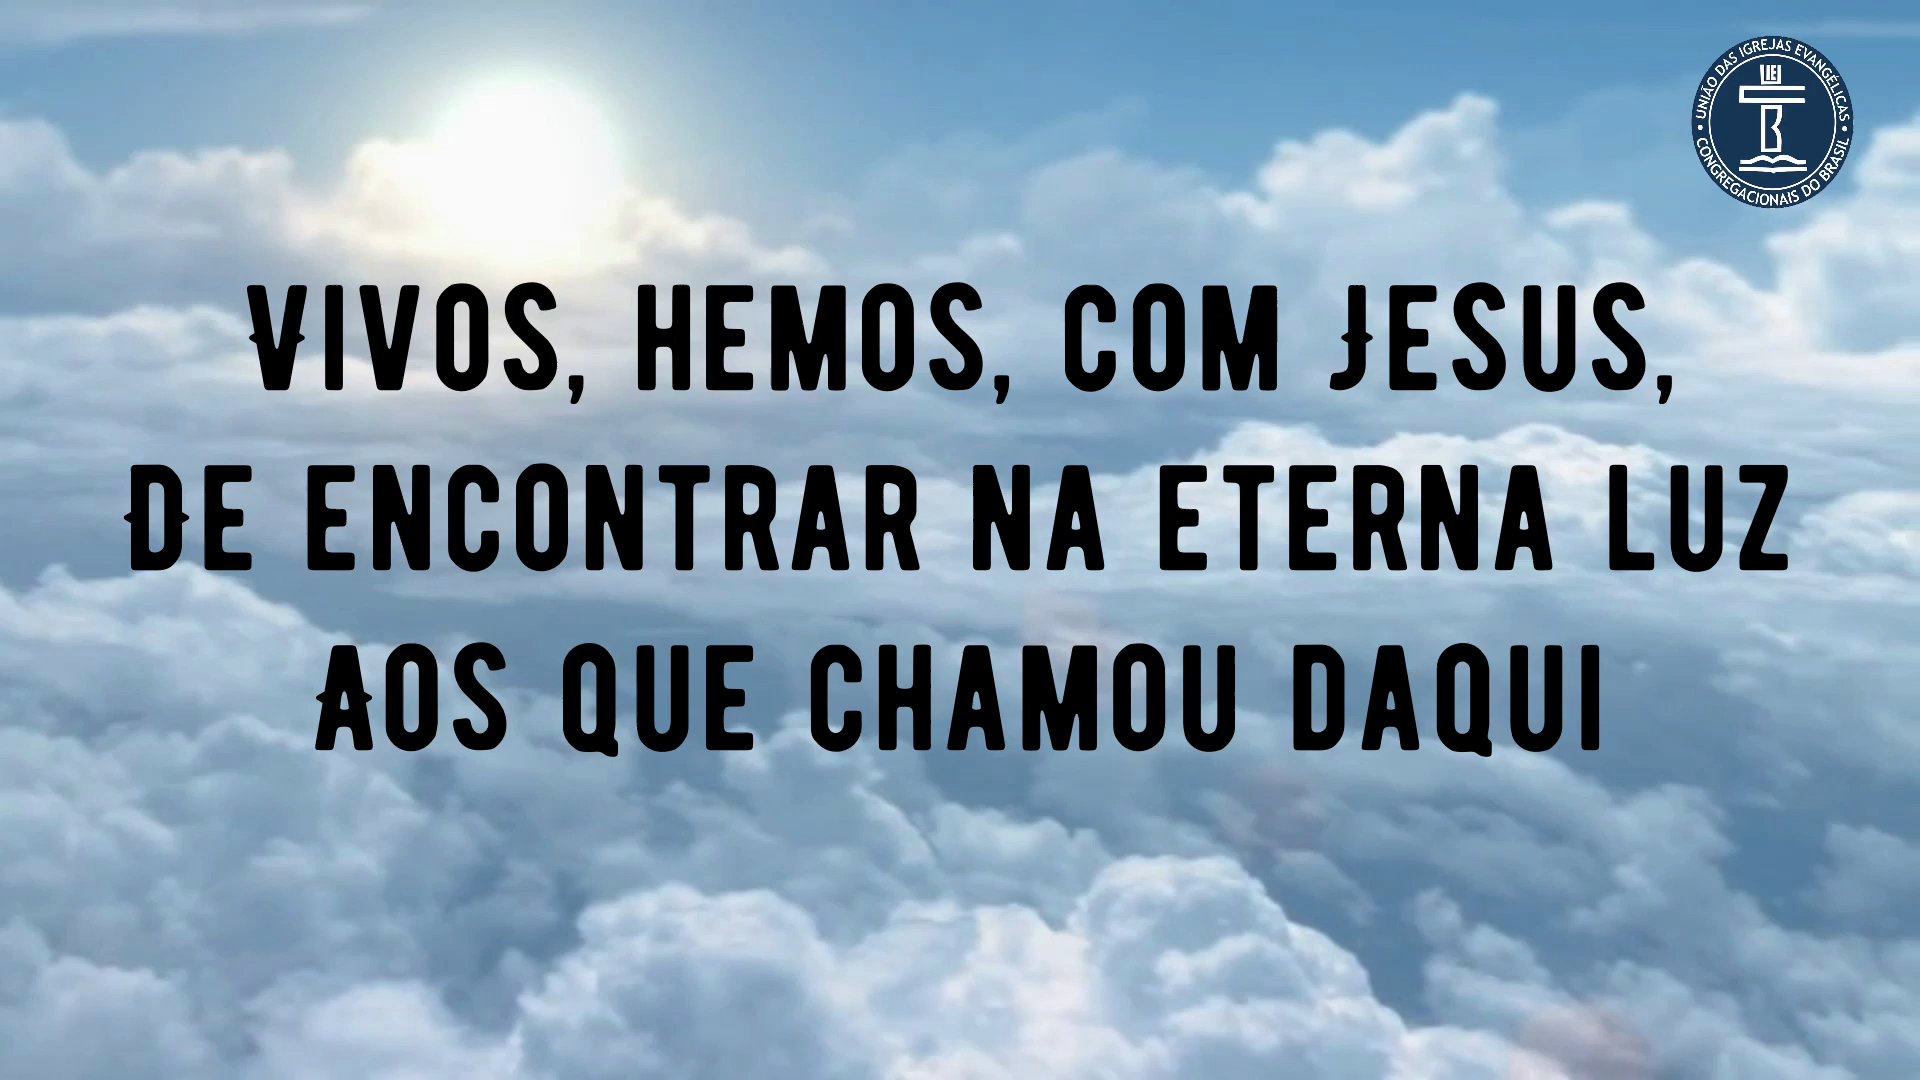 Vivos, hemos, com Jesus,
De encontrar na eterna luz
Aos que chamou daqui
UNIÃO DAS IGREJAS EVANGÉLICAS
CONGREGACIONAIS DO BRASIL